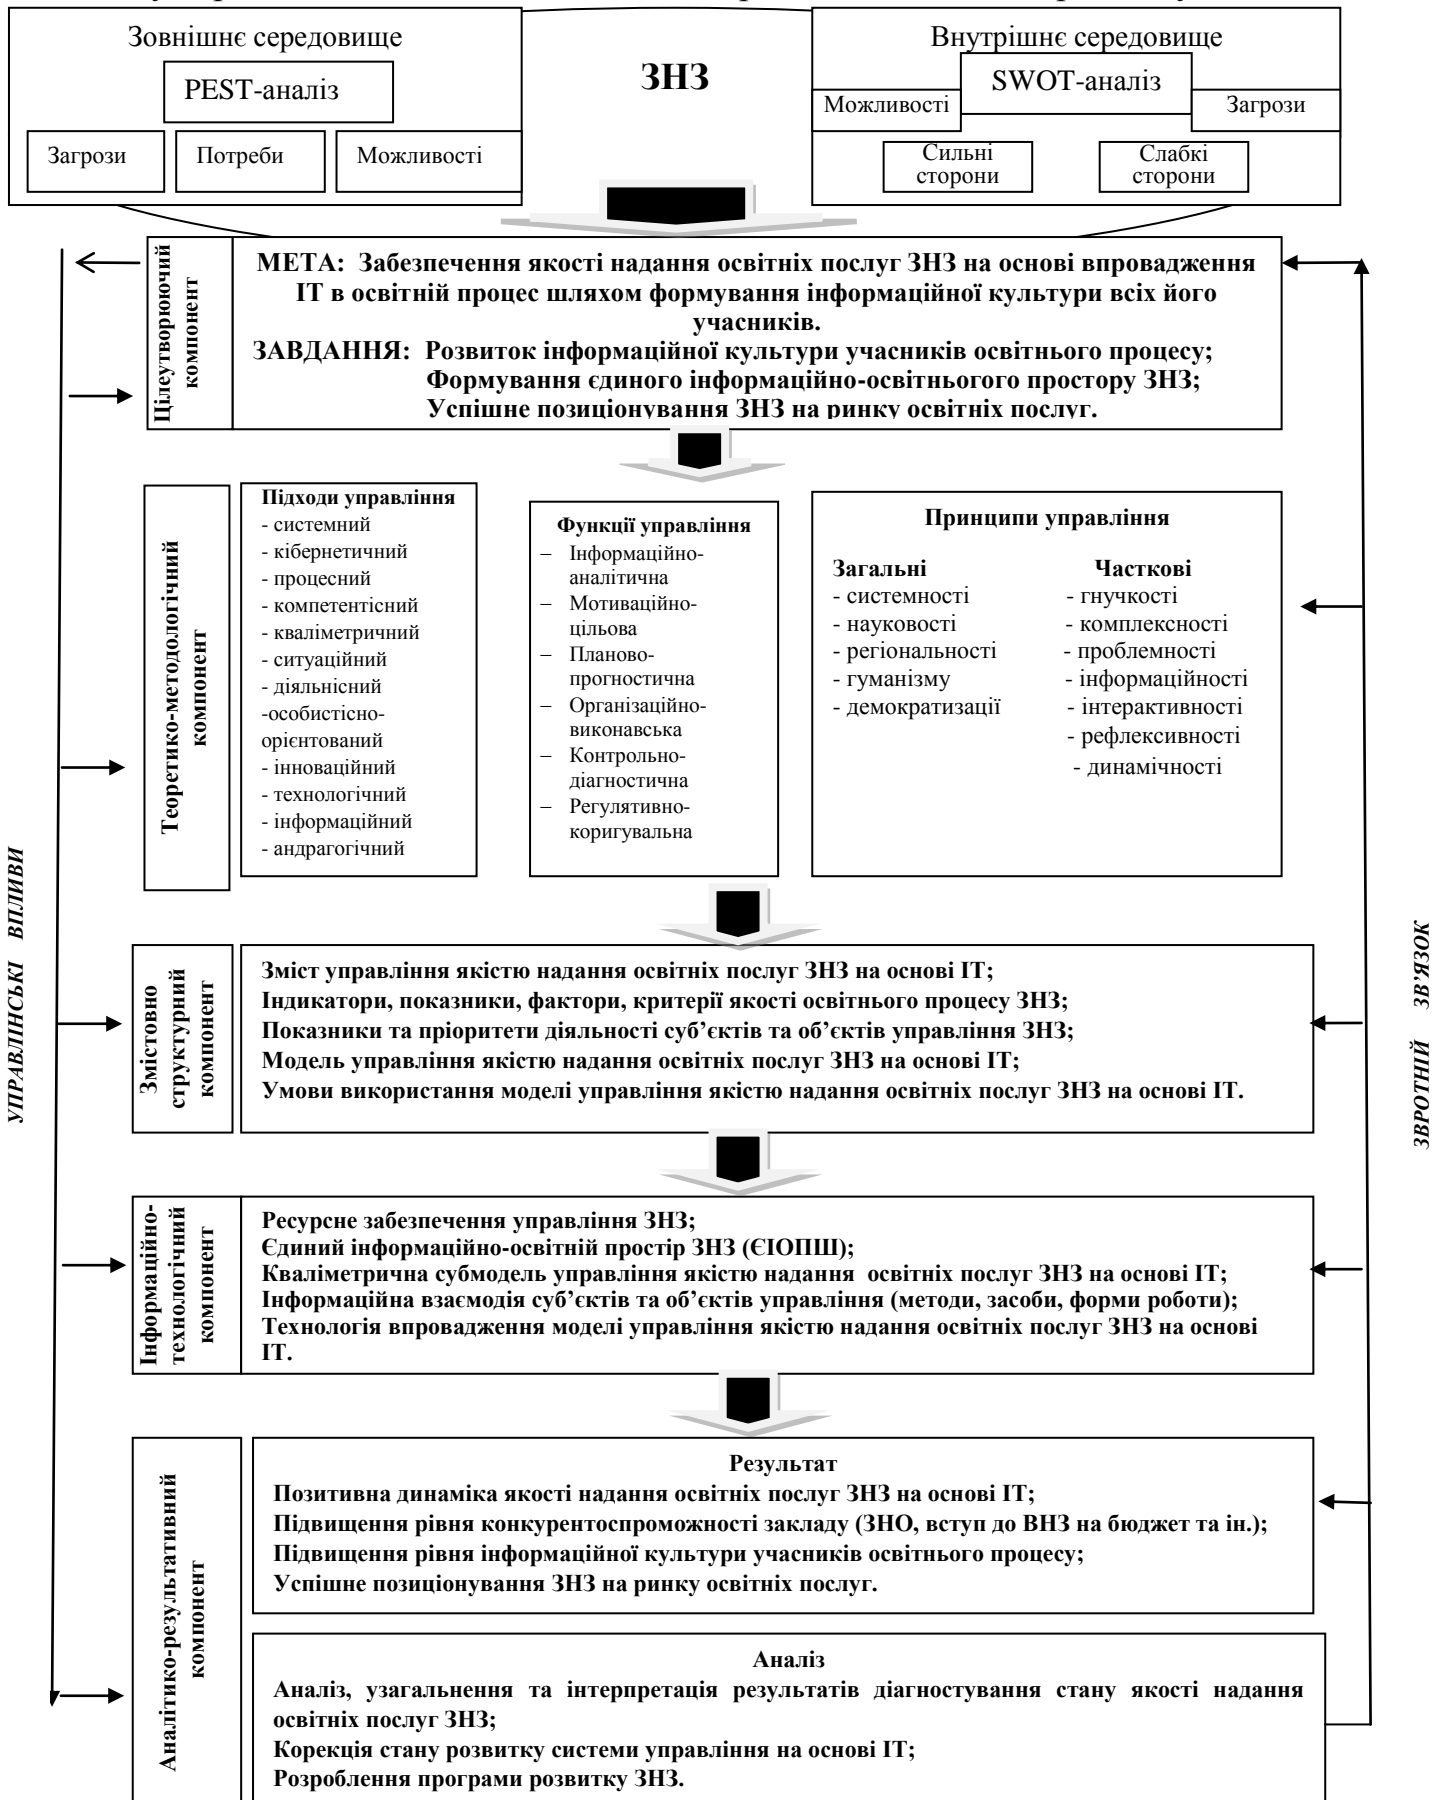 Зовнішнє середовище
PEST-аналіз
Загрози
Потреби
Можливості
ЗНЗ
Внутрішнє середовище
SWOT-аналіз
Можливості
Загрози
Сильні
сторони
Слабкі
сторони
Цілеутворюючий
компонент
МЕТА: Забезпечення якості надання освітніх послуг ЗНЗ на основі впровадження
ІТ в освітній процес шляхом формування інформаційної культури всіх його
учасників.
ЗАВДАННЯ: Розвиток інформаційної культури учасників освітнього процесу;
Формування єдиного інформаційно-освітнього простору ЗНЗ;
Успішне позиціонування ЗНЗ на ринку освітніх послуг.
Теоретико-методологічний
компонент
Підходи управління
- системний
- кібернетичний
- процесний
- компетентісний
- кваліметричний
- ситуаційний
- діяльнісний
-особистісно-
орієнтований
- інноваційний
- технологічний
- інформаційний
- андрагогічний
Функції управління
– Інформаційно-
аналітична
– Мотиваційно-
цільова
– Планово-
прогностична
– Організаційно-
виконавська
– Контрольно-
діагностична
– Регулятивно-
коригувальна
Принципи управління
Загальні
- системності
- науковості
- регіональності
- гуманізму
- демократизації
Часткові
- гнучкості
- комплексності
- проблемності
- інформаційності
- інтерактивності
- рефлексивності
- динамічності
УПРАВЛІНСЬКІ ВПЛИВИ
ЗВРОТНІЙ ЗВ’ЯЗОК
Змістовно
структурний
компонент
Зміст управління якістю надання освітніх послуг ЗНЗ на основі ІТ;
Індикатори, показники, фактори, критерії якості освітнього процесу ЗНЗ;
Показники та пріоритети діяльності суб’єктів та об’єктів управління ЗНЗ;
Модель управління якістю надання освітніх послуг ЗНЗ на основі ІТ;
Умови використання моделі управління якістю надання освітніх послуг ЗНЗ на основі ІТ.
Інформаційно-
технологічний
компонент
Ресурсне забезпечення управління ЗНЗ;
Єдиний інформаційно-освітній простір ЗНЗ (ЄІОПШ);
Кваліметрична субмодель управління якістю надання освітніх послуг ЗНЗ на основі ІТ;
Інформаційна взаємодія суб’єктів та об’єктів управління (методи, засоби, форми роботи);
Технологія впровадження моделі управління якістю надання освітніх послуг ЗНЗ на основі
ІТ.
Аналітико-результативний
компонент
Результат
Позитивна динаміка якості надання освітніх послуг ЗНЗ на основі ІТ;
Підвищення рівня конкурентоспроможності закладу (ЗНО, вступ до ВНЗ на бюджет та ін.);
Підвищення рівня інформаційної культури учасників освітнього процесу;
Успішне позиціонування ЗНЗ на ринку освітніх послуг.
Аналіз
Аналіз, узагальнення та інтерпретація результатів діагностування стану якості надання
освітніх послуг ЗНЗ;
Корекція стану розвитку системи управління на основі ІТ;
Розроблення програми розвитку ЗНЗ.